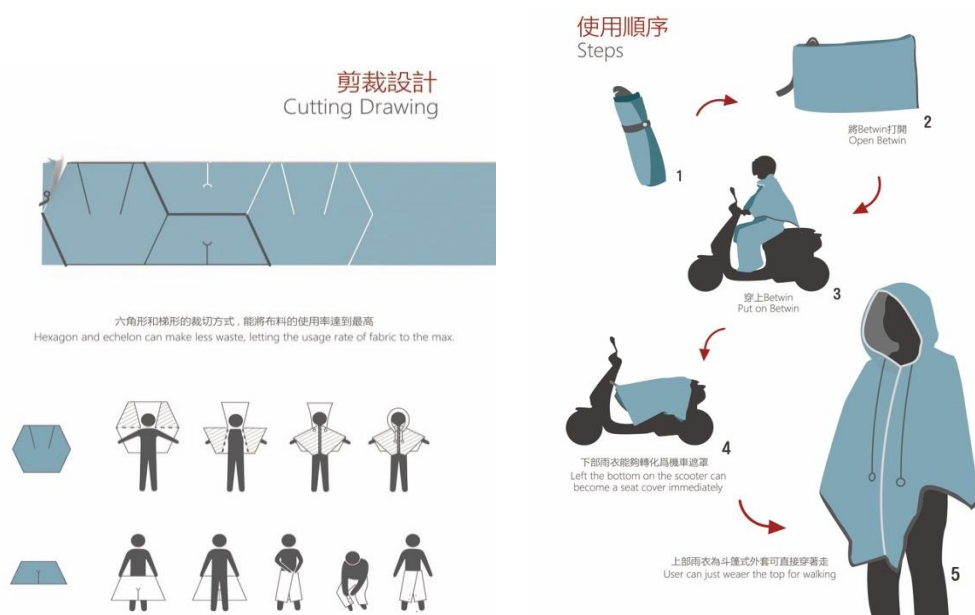 剪裁設計
Cutting Drawing
六角形和梯形的裁切方式，能將布料的使用率達到最高
Hexagon and echelon can make less waste, letting the usage rate of fabric to the max.
使用順序
Steps
1
2
將Betwin打開
Open Betwin
3
穿上Betwin
Put on Betwin
4
下部雨衣能夠轉化爲機車遮罩
Left the bottom on the scooter can
become a seat cover immediately
上部雨衣為斗篷式外套可直接穿著走
User can just weaer the top for walking
5